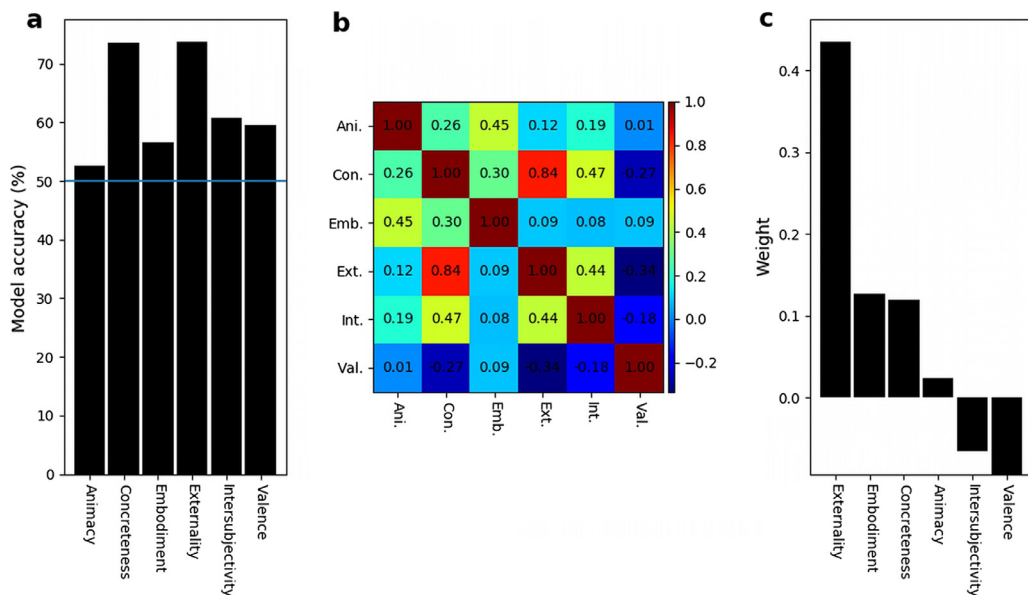 a
Model accuracy (%)
70
60
50
40
30
20
10
0
Animacy
Concreteness
Embodiment
Externality
Intersubjectivity
Valence
b
Ani. 1.00 0.26 0.45 0.12 0.19 0.01
Con. 0.26 1.00 0.30 0.84 0.47 -0.27
Emb. 0.45 0.30 1.00 0.09 0.08 0.09
Ext. 0.12 0.84 0.09 1.00 0.44 -0.34
Int. 0.19 0.47 0.08 0.44 1.00 -0.18
Val. 0.01 -0.27 0.09 -0.34 -0.18 1.00
Ani. Con. Emb. Ext. Int. Val.
1.0
0.8
0.6
0.4
0.2
0.0
−0.2
c
Weight
0.4
0.3
0.2
0.1
0.0
Externality
Embodiment
Concreteness
Animacy
Intersubjectivity
Valence